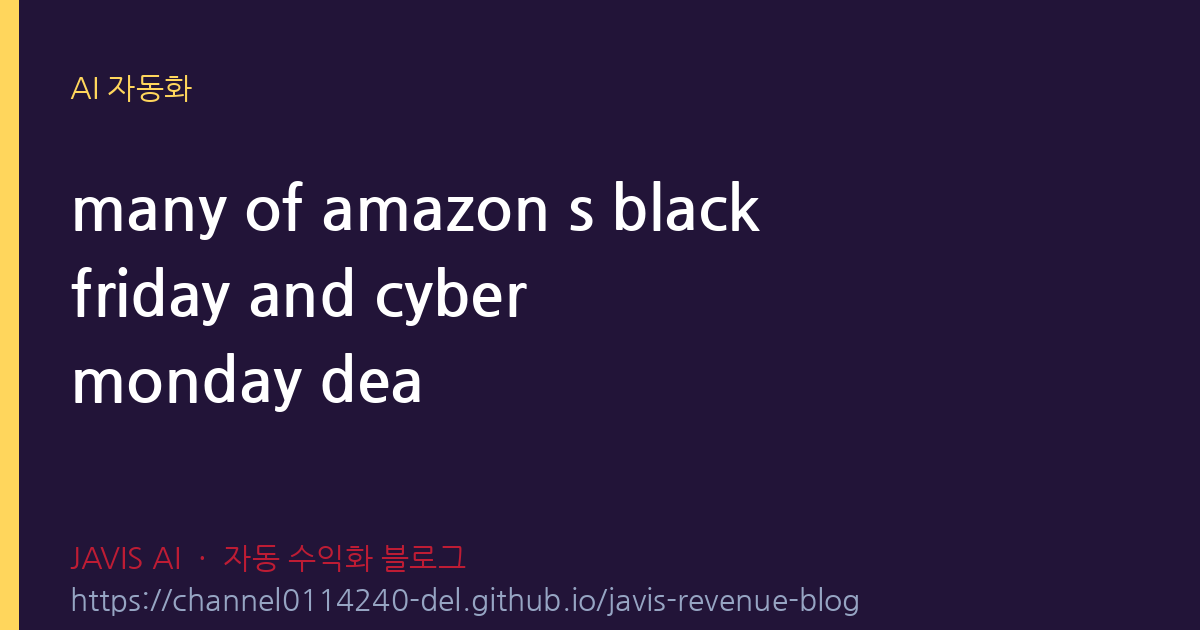 AI 자동화
many of amazon s black
friday and cyber
monday dea
JAVIS AI · 자동 수익화 블로그
https://channel0114240-del.github.io/javis-revenue-blog